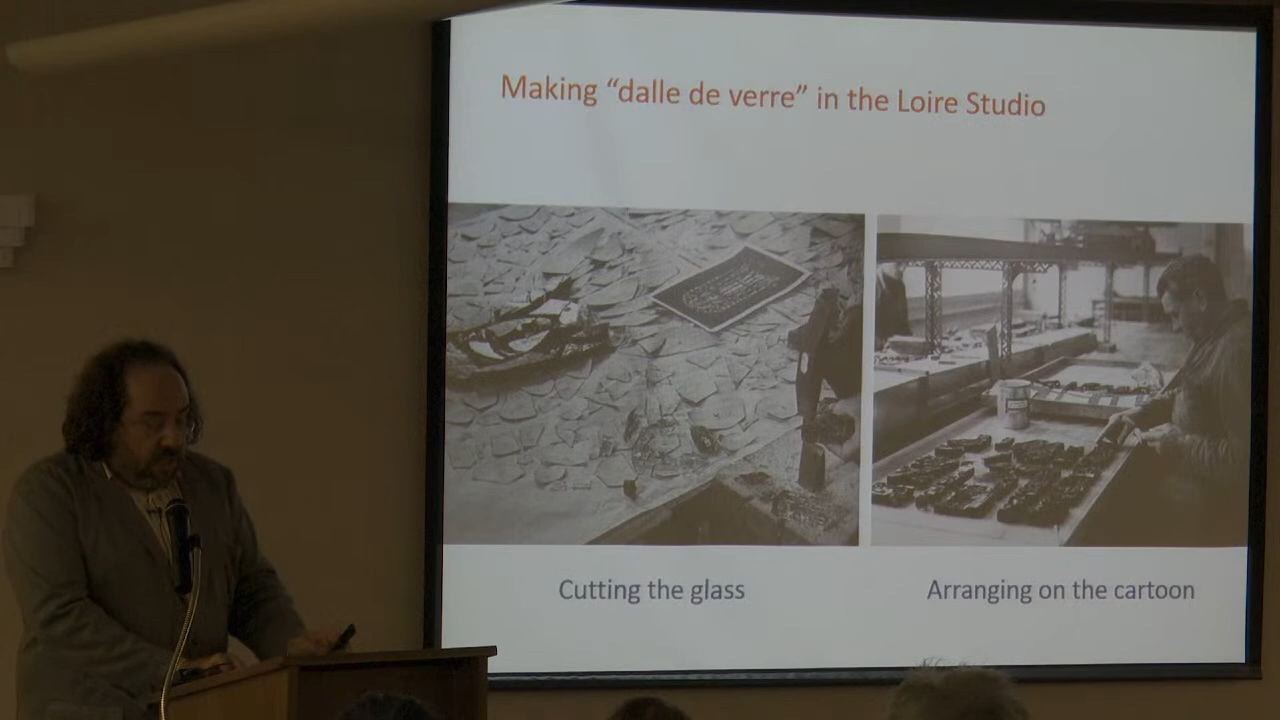 Making “dalle de verre” in the Loire Studio
Cutting the glass
Arranging on the cartoon